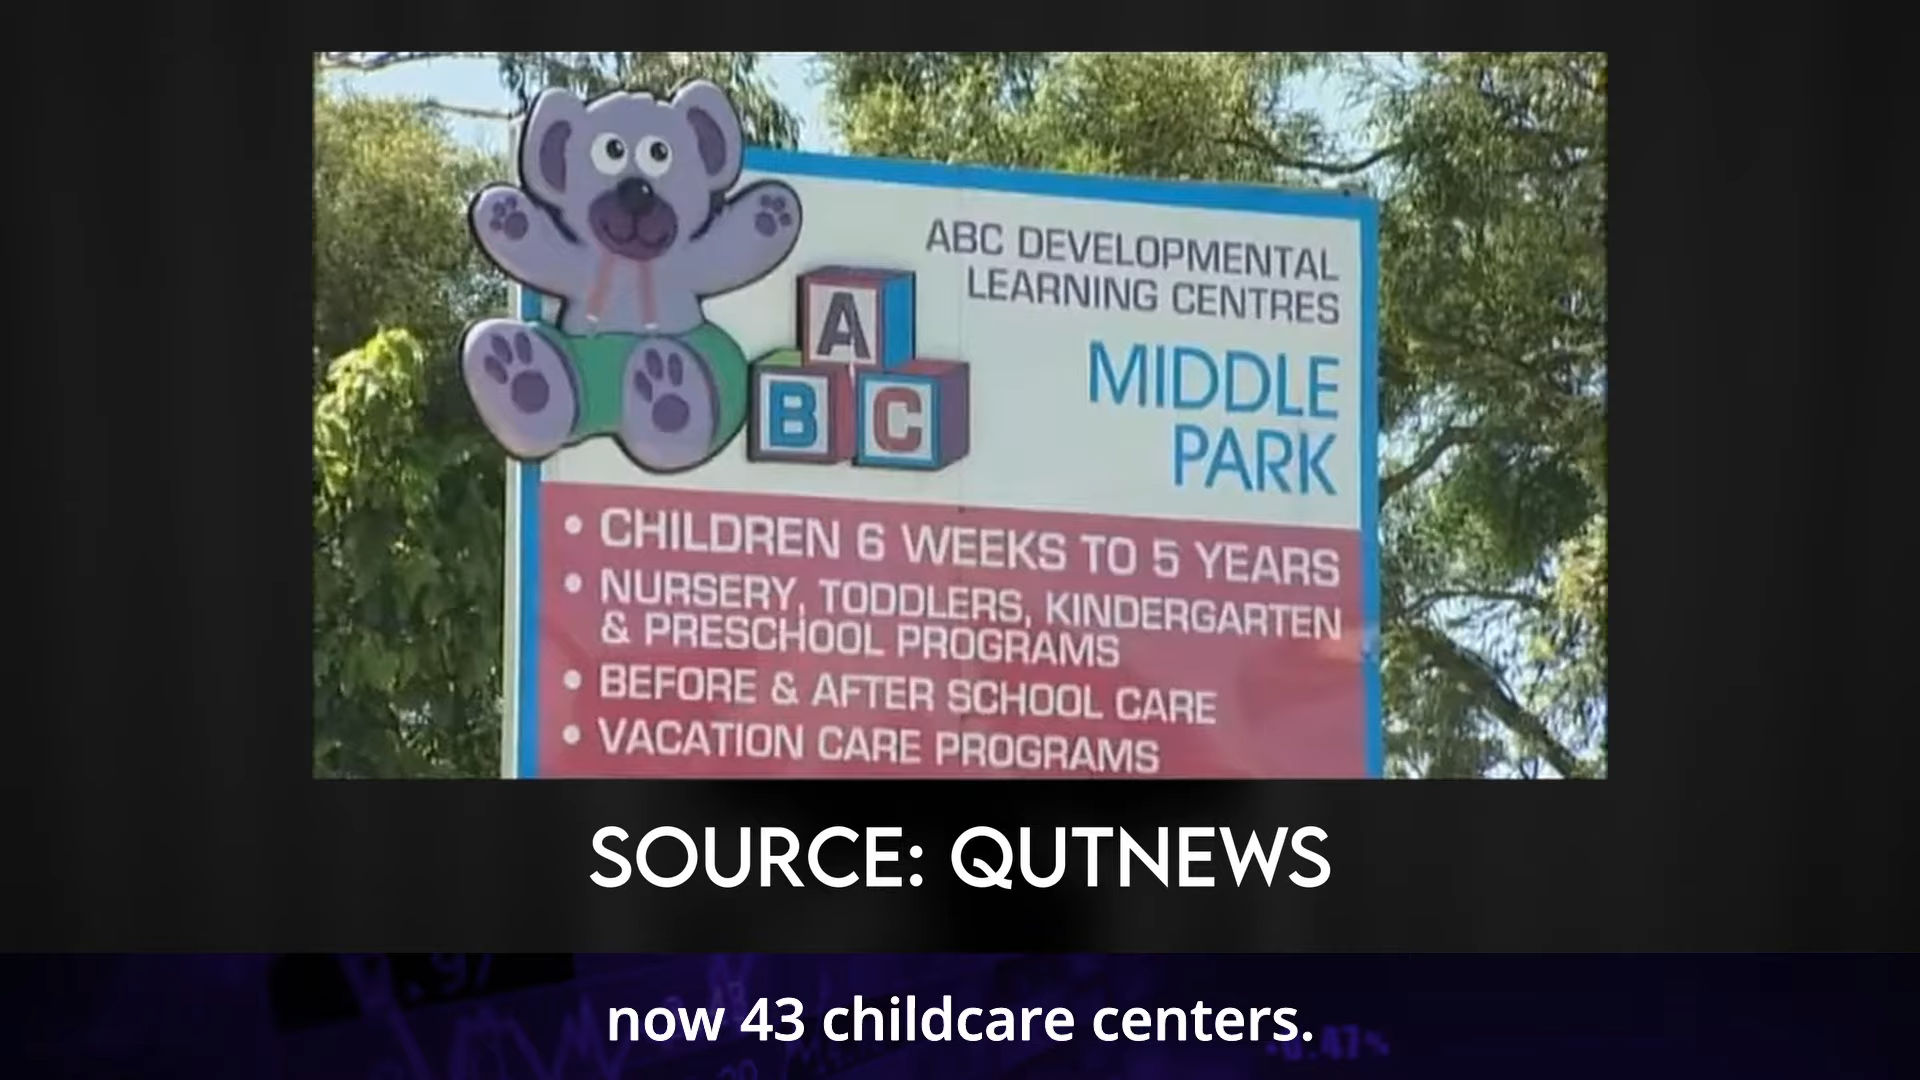 ABC DEVELOPMENTAL
LEARNING CENTRES
MIDDLE
PARK
A
B C
• CHILDREN 6 WEEKS TO 5 YEARS
• NURSERY, TODDLERS, KINDERGARTEN
& PRESCHOOL PROGRAMS
• BEFORE & AFTER SCHOOL CARE
• VACATION CARE PROGRAMS
SOURCE: QUTNEWS
now 43 childcare centers.